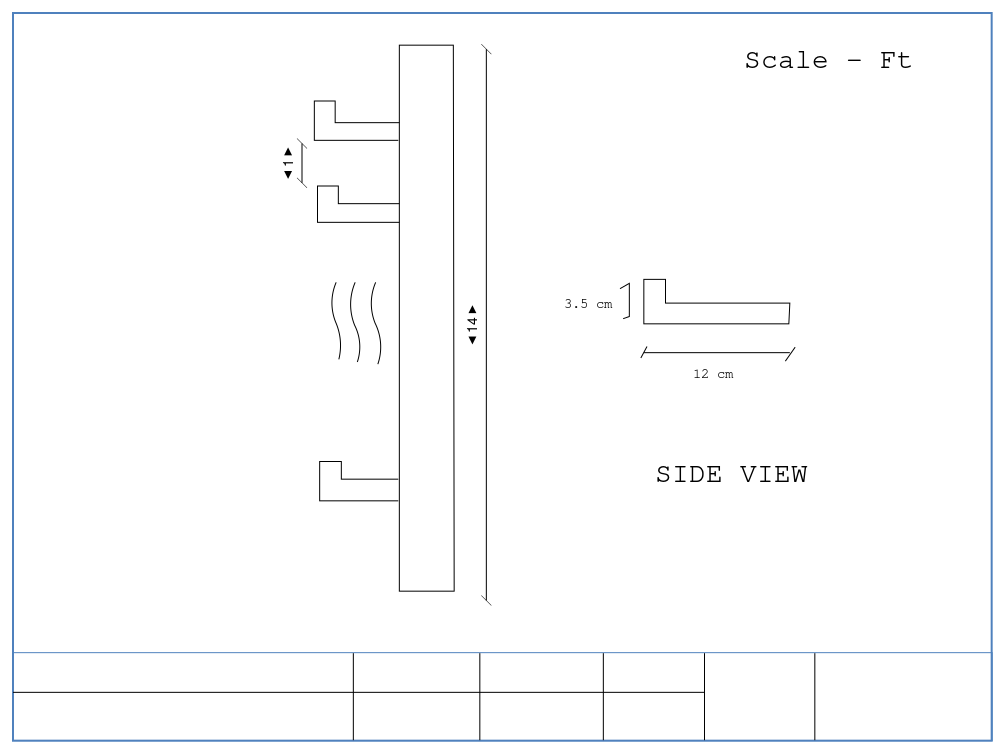 Scale – Ft
◄1►
3.5 cm
◄14►
12 cm
SIDE VIEW